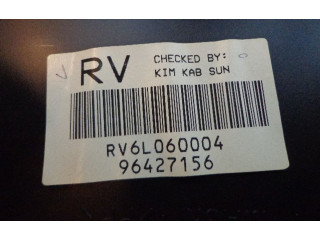 RV CHECKED BY:
KIM KAB SUN
RV6L060004
96427156